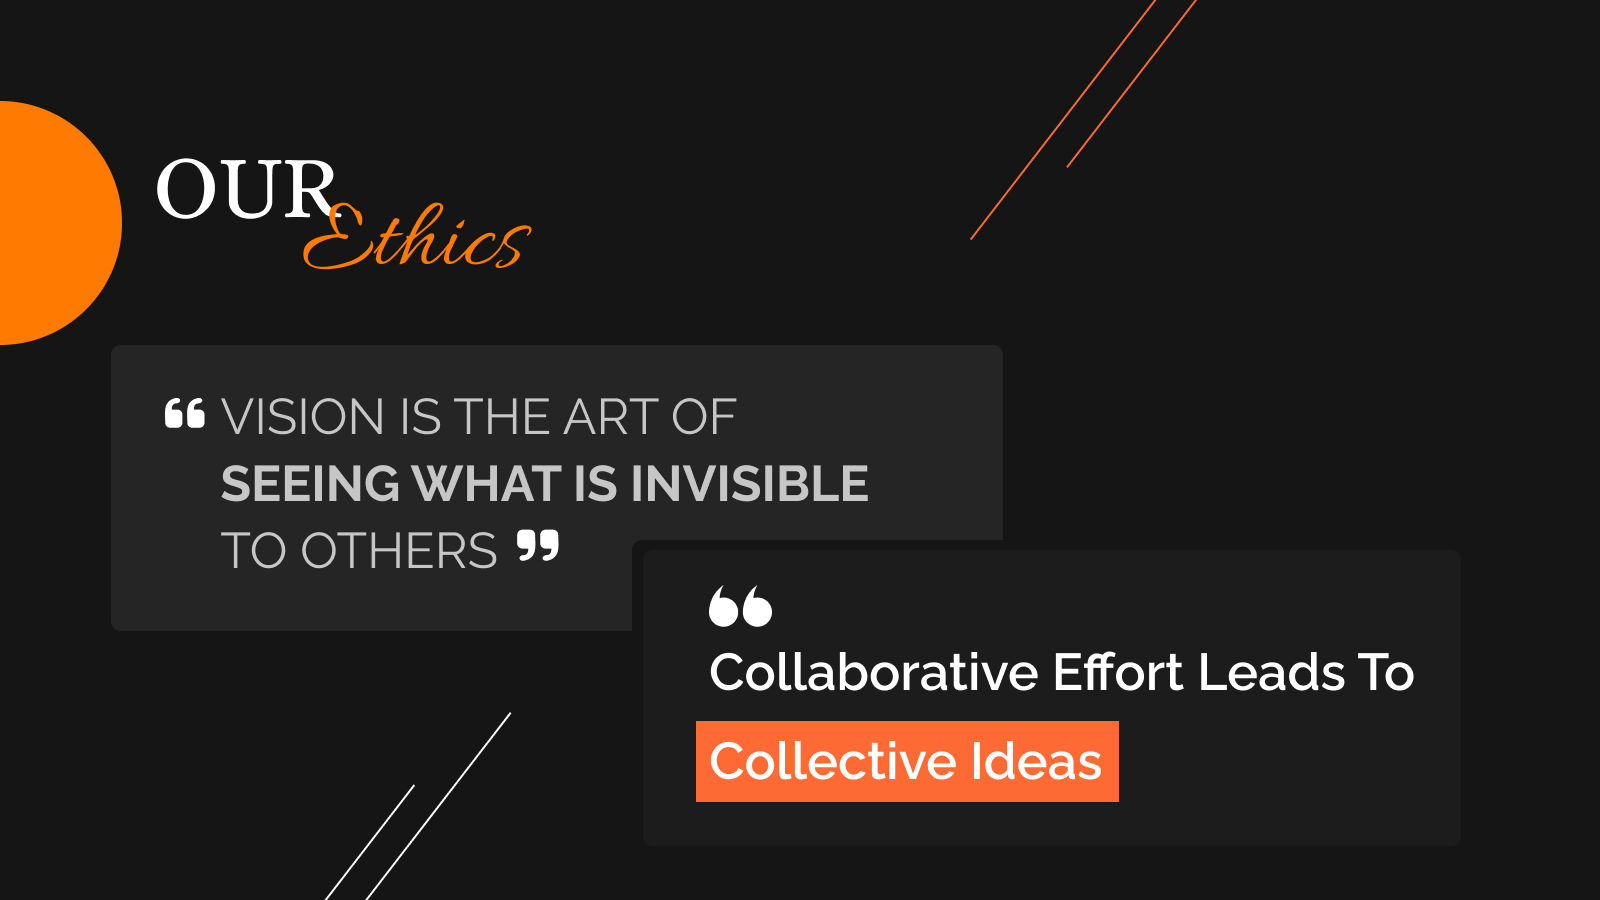 OUR
Ethics
“ VISION IS THE ART OF
SEEING WHAT IS INVISIBLE
TO OTHERS ”
“
Collaborative Effort Leads To
Collective Ideas